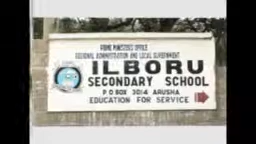 PRIME MINISTER'S OFFICE
REGIONAL ADMINISTRATION AND LOCAL GOVERNMENT
ILBORU
SECONDARY SCHOOL
P O BOX 3014 ARUSHA
EDUCATION FOR SERVICE